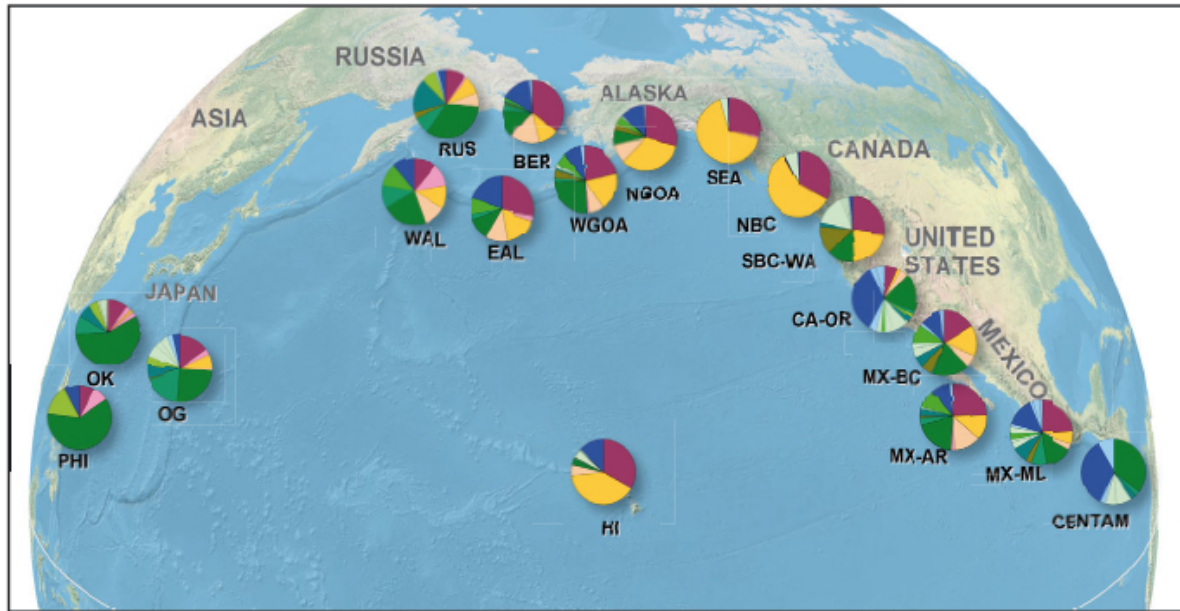 RUSSIA
ALASKA
ASIA
RUS
BER
NGOA
SEA
CANADA
WAL
EAL
WGOA
NBC
SBC-WA
UNITED
STATES
JAPAN
CA-OR
MEXICO
OK
OG
MX-BC
PHI
MX-AR
MX-ML
HI
CENTAM